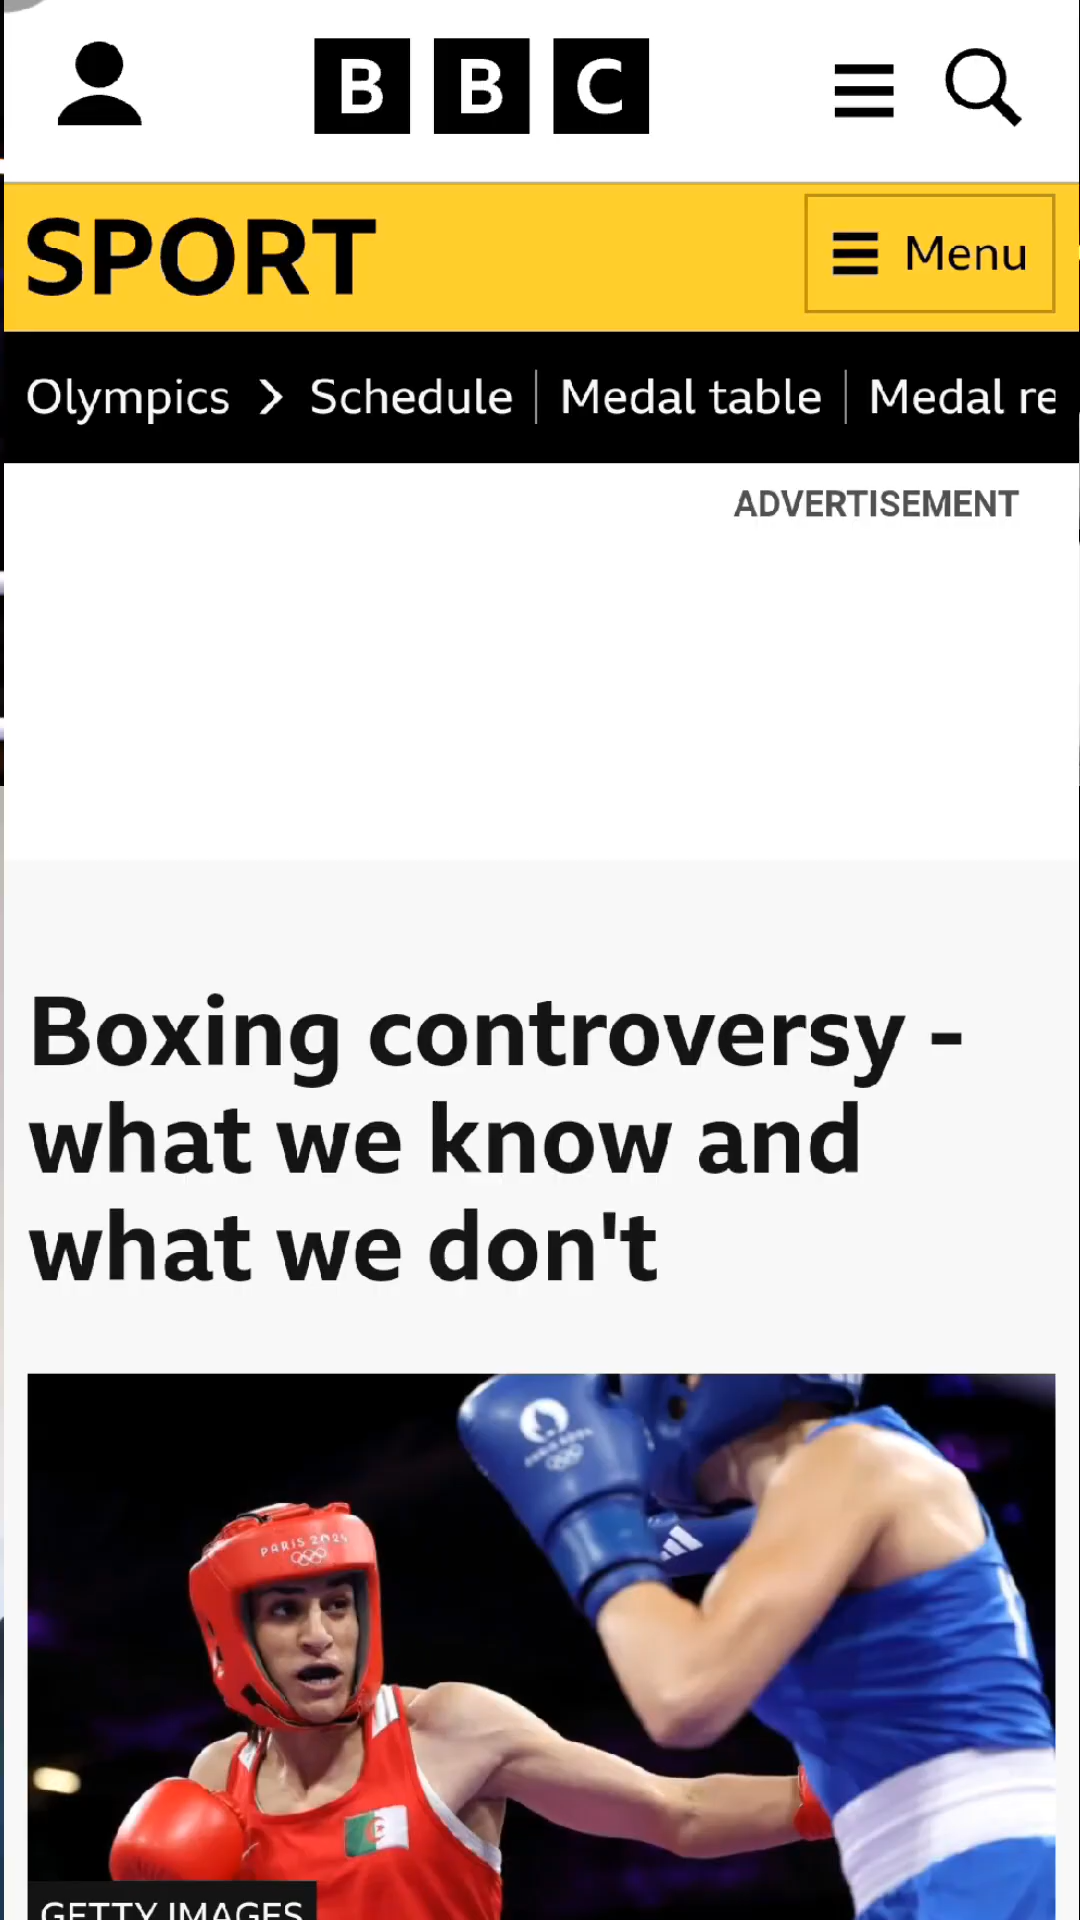 BBC
SPORT
Menu
Olympics
Schedule
Medal table
Medal re
ADVERTISEMENT
Boxing controversy -
what we know and
what we don't
PARIS 2024
GETTY IMAGES